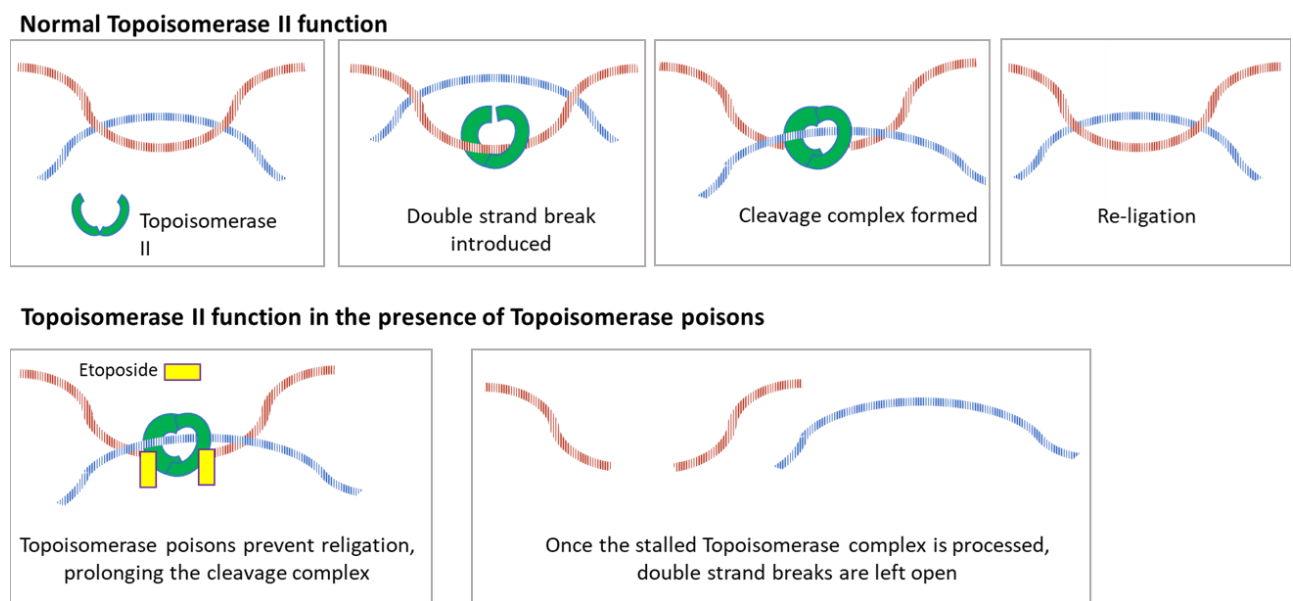 Normal Topoisomerase II function
Topoisomerase
II
Double strand break
introduced
Cleavage complex formed
Re-ligation
Topoisomerase II function in the presence of Topoisomerase poisons
Etoposide
Topoisomerase poisons prevent religation,
prolonging the cleavage complex
Once the stalled Topoisomerase complex is processed,
double strand breaks are left open